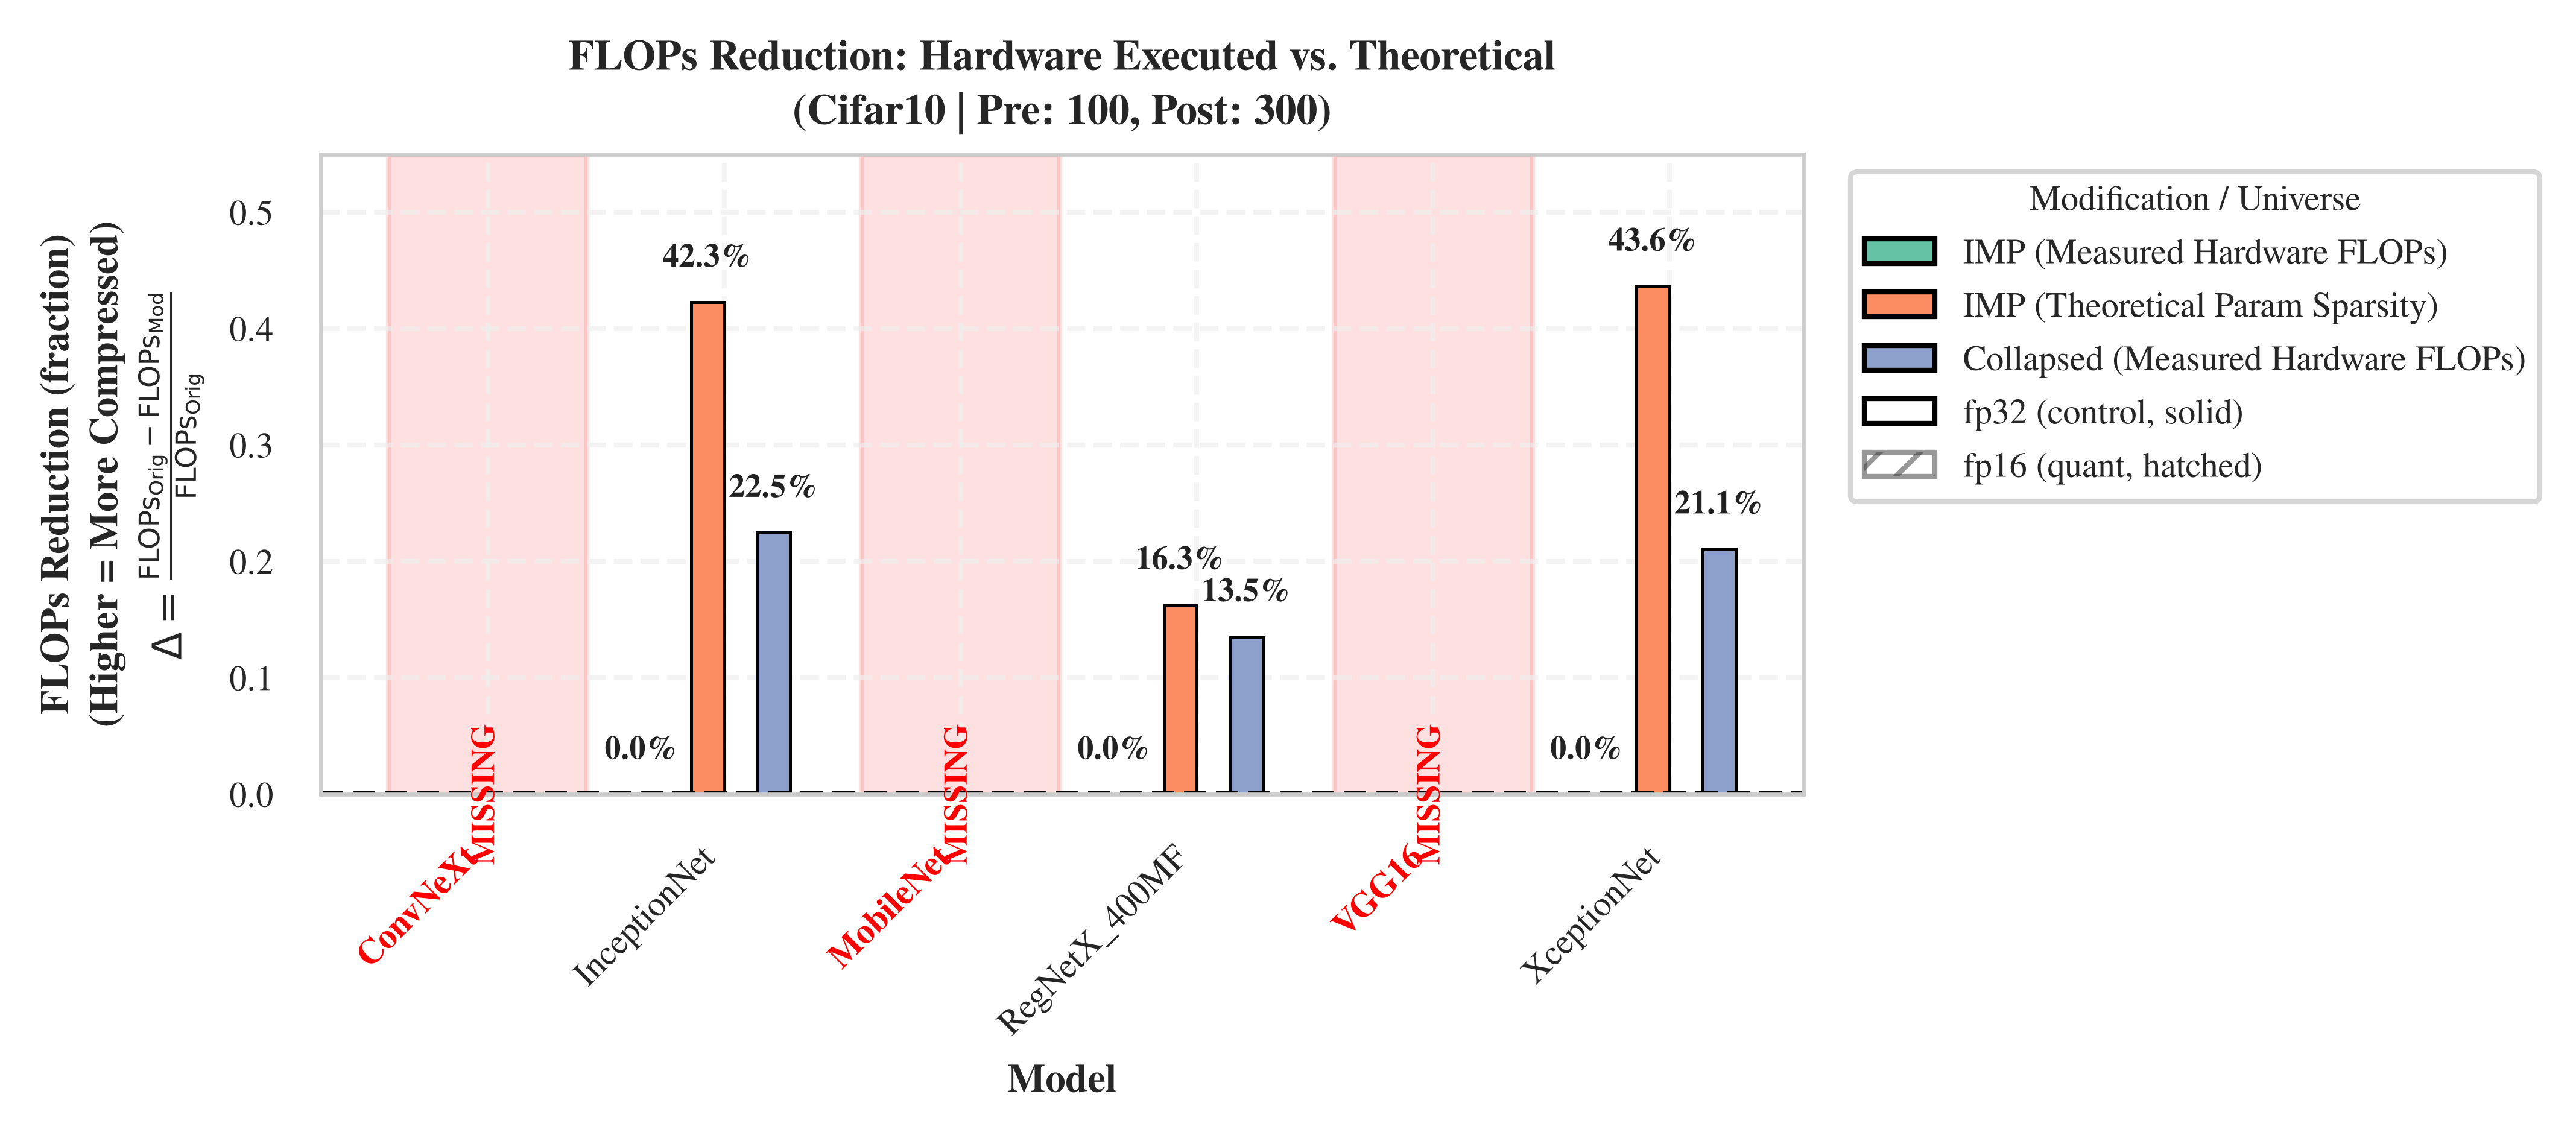 FLOPs Reduction: Hardware Executed vs. Theoretical
(Cifar10 | Pre: 100, Post: 300)
FLOPs Reduction (fraction)
(Higher = More Compressed)
Δ = (FLOPs_Orig − FLOPs_Mod) / FLOPs_Orig
0.5
0.4
0.3
0.2
0.1
0.0
42.3%
22.5%
0.0%
16.3%
13.5%
0.0%
43.6%
21.1%
0.0%
MISSING
MISSING
MISSING
ConvNeXt
InceptionNet
MobileNet
RegNetX_400MF
VGG16
XceptionNet
Model
Modification / Universe
IMP (Measured Hardware FLOPs)
IMP (Theoretical Param Sparsity)
Collapsed (Measured Hardware FLOPs)
fp32 (control, solid)
fp16 (quant, hatched)